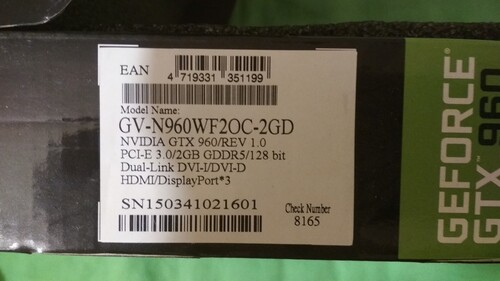 EAN
4 719331 351199
Model Name:
GV-N960WF2OC-2GD
NVIDIA GTX 960/REV 1.0
PCI-E 3.0/2GB GDDR5/128 bit
Dual-Link DVI-I/DVI-D
HDMI/DisplayPort*3
SN150341021601
Check Number
8165
GEFORCE
GTX 960